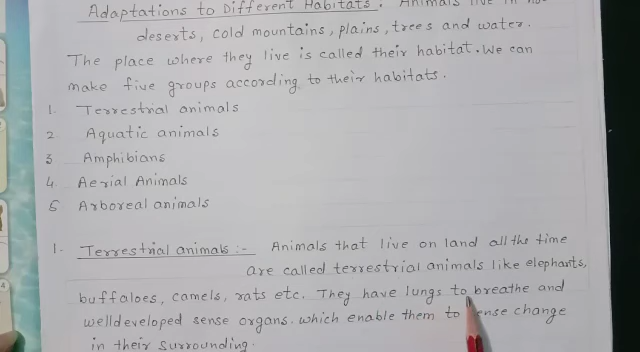 Adaptations to Different Habitats : Animals live in
deserts, cold mountains, plains, trees and water.
The place where they live is called their habitat. We can
make five groups according to their habitats.
1. Terrestrial animals
2 Aquatic animals
3 Amphibians
4. Aerial Animals
5 Arboreal animals
1. Terrestrial animals :- Animals that live on land all the time
are called terrestrial animals like elephants,
buffaloes, camels, rats etc. They have lungs to breathe and
welldeveloped sense organs. which enable them to sense change
in their surrounding.